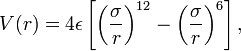 V(r) = 4ϵ [ (σ/r)^12 − (σ/r)^6 ],